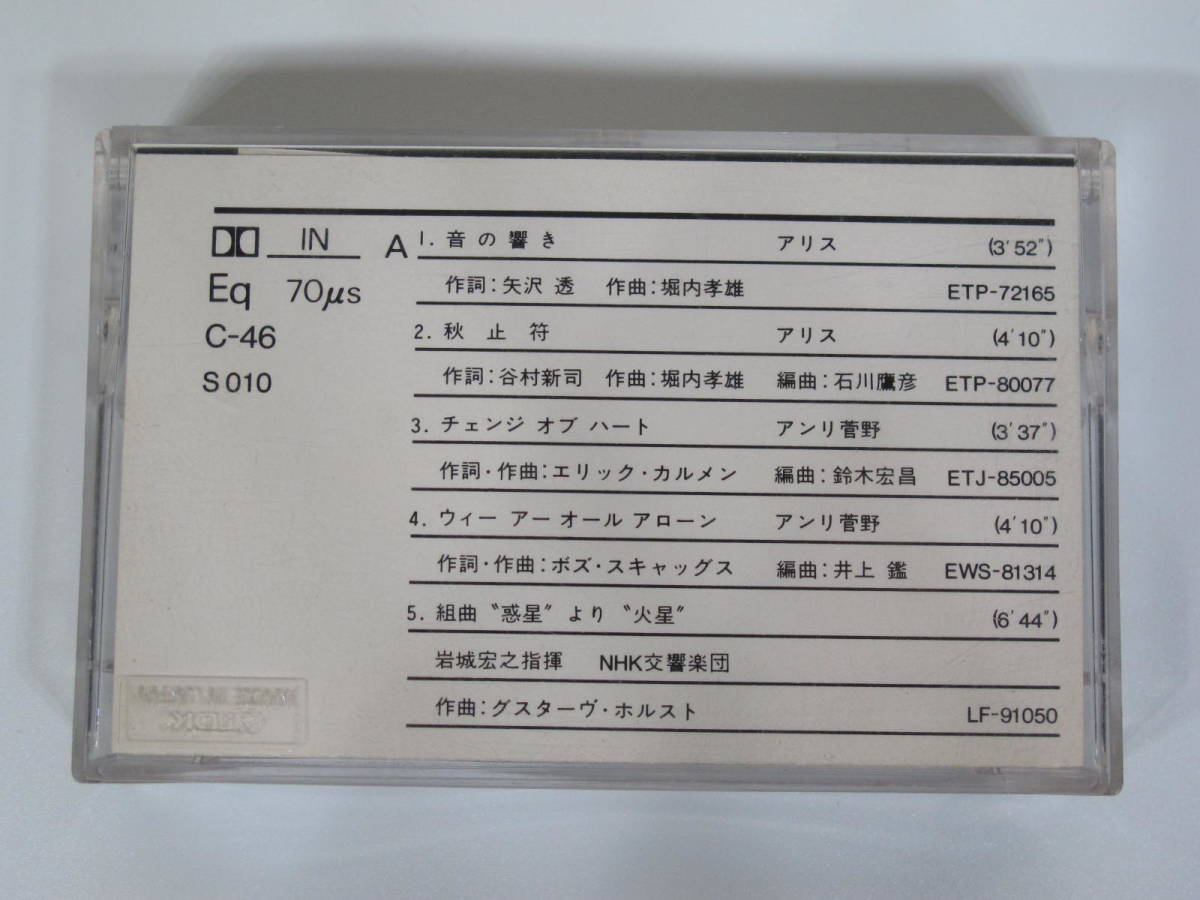 IN
Eq 70μs
C-46
S010
A 1. 音の響き アリス (3'52")
作詞:矢沢 透 作曲:堀内孝雄 ETP-72165
2. 秋止符 アリス (4'10")
作詞:谷村新司 作曲:堀内孝雄 編曲:石川鷹彦 ETP-80077
3. チェンジ オブ ハート アンリ菅野 (3'37")
作詞・作曲:エリック・カルメン 編曲:鈴木宏昌 ETJ-85005
4. ウィー アー オール アローン アンリ菅野 (4'10")
作詞・作曲:ボズ・スキャッグス 編曲:井上 鑑 EWS-81314
5. 組曲 〝惑星〞 より 〝火星〞 (6'44")
岩城宏之指揮 NHK交響楽団
作曲:グスターヴ・ホルスト LF-91050
TDK